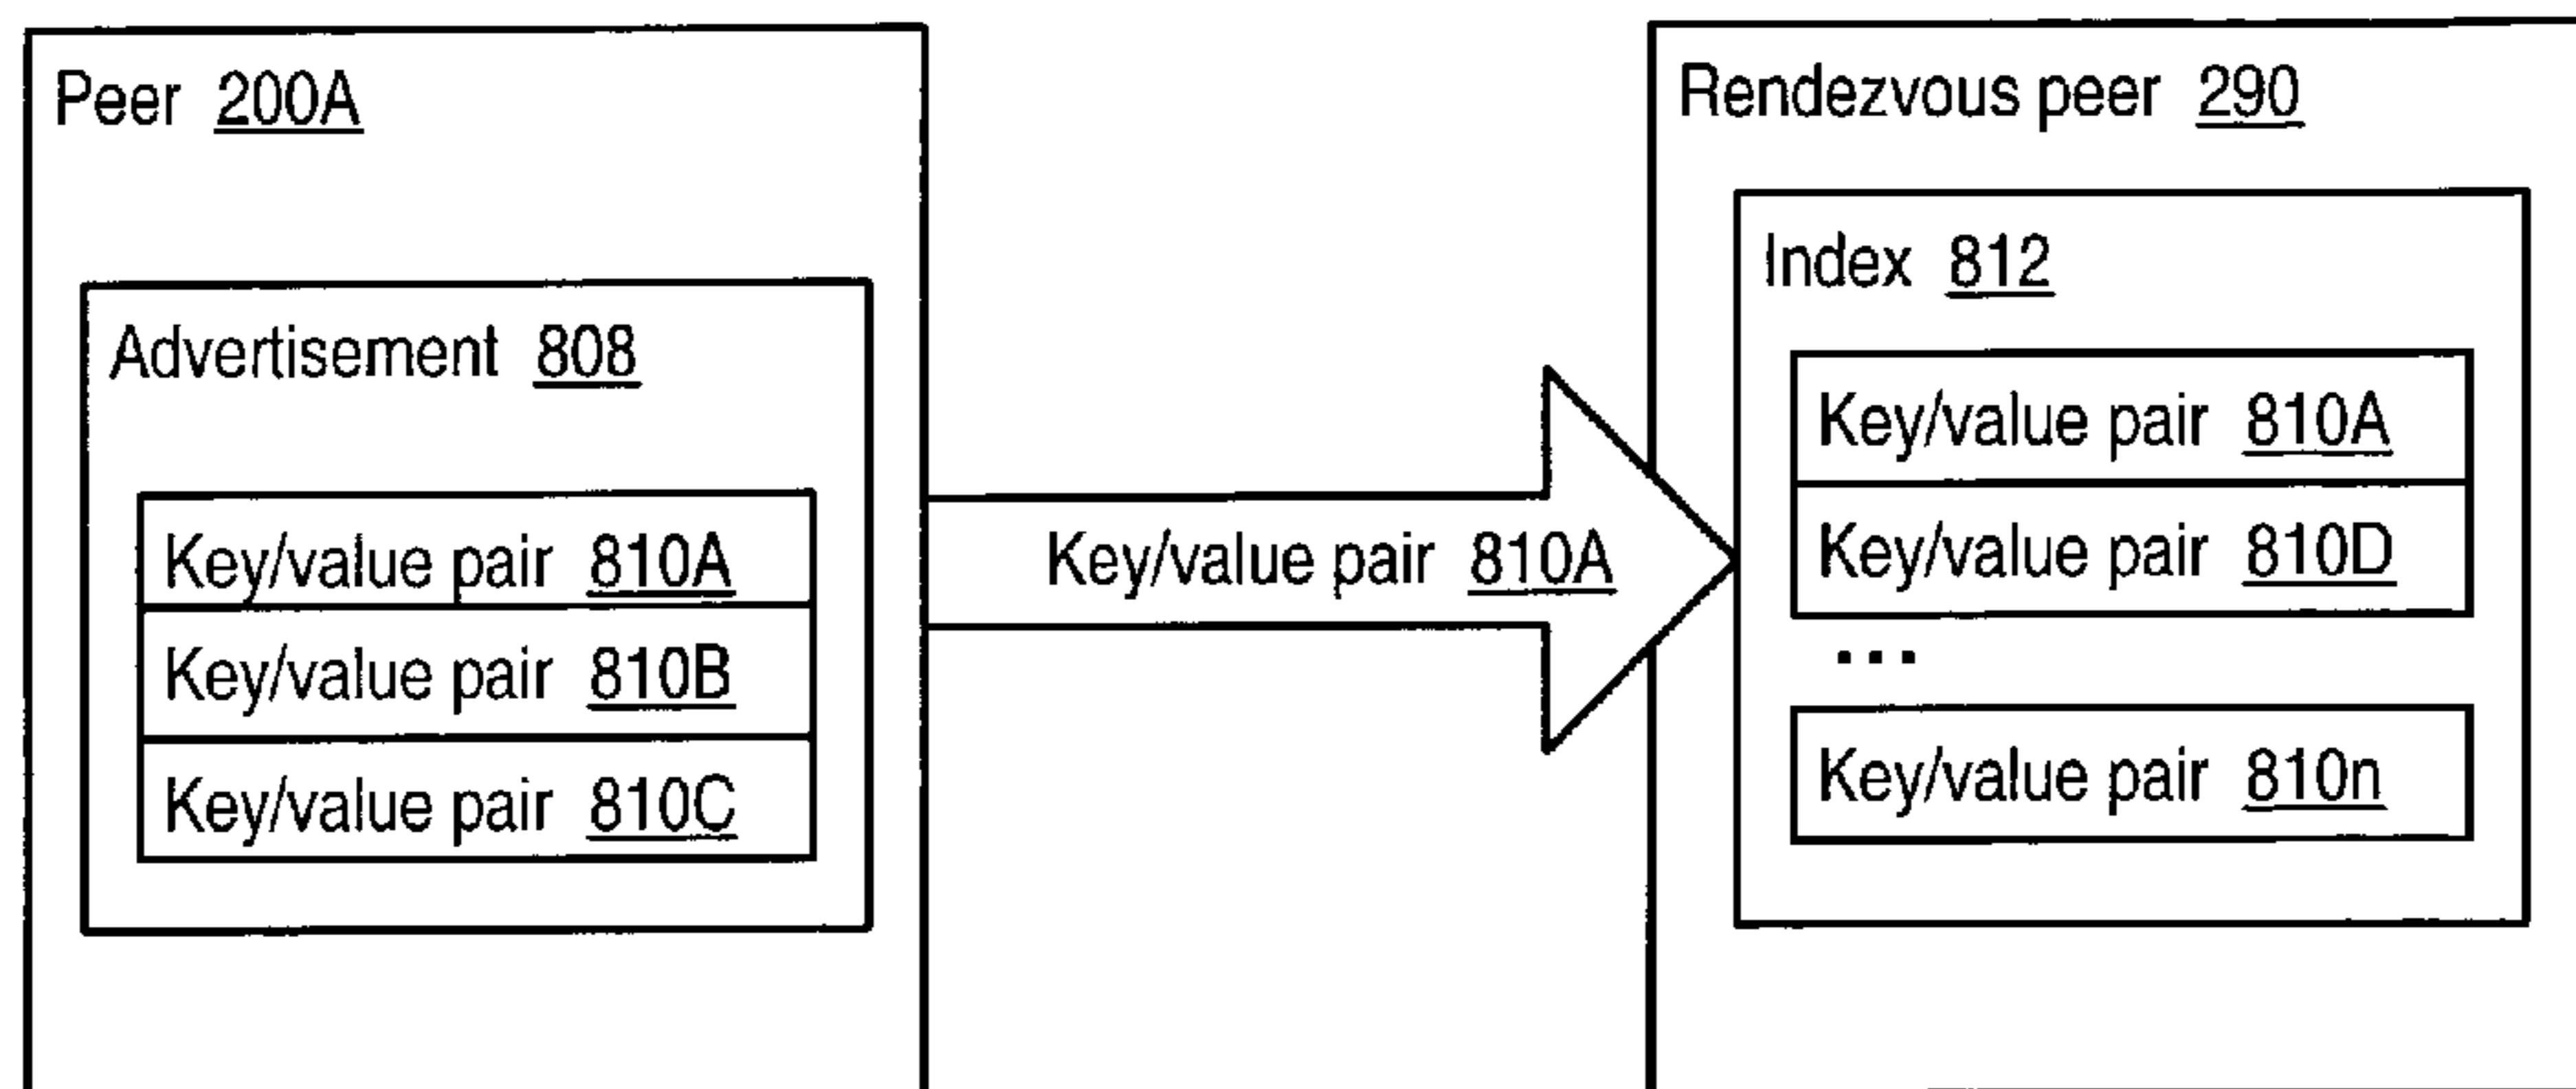 Peer 200A
Advertisement 808
Key/value pair 810A
Key/value pair 810B
Key/value pair 810C
Key/value pair 810A
Rendezvous peer 290
Index 812
Key/value pair 810A
Key/value pair 810D
...
Key/value pair 810n